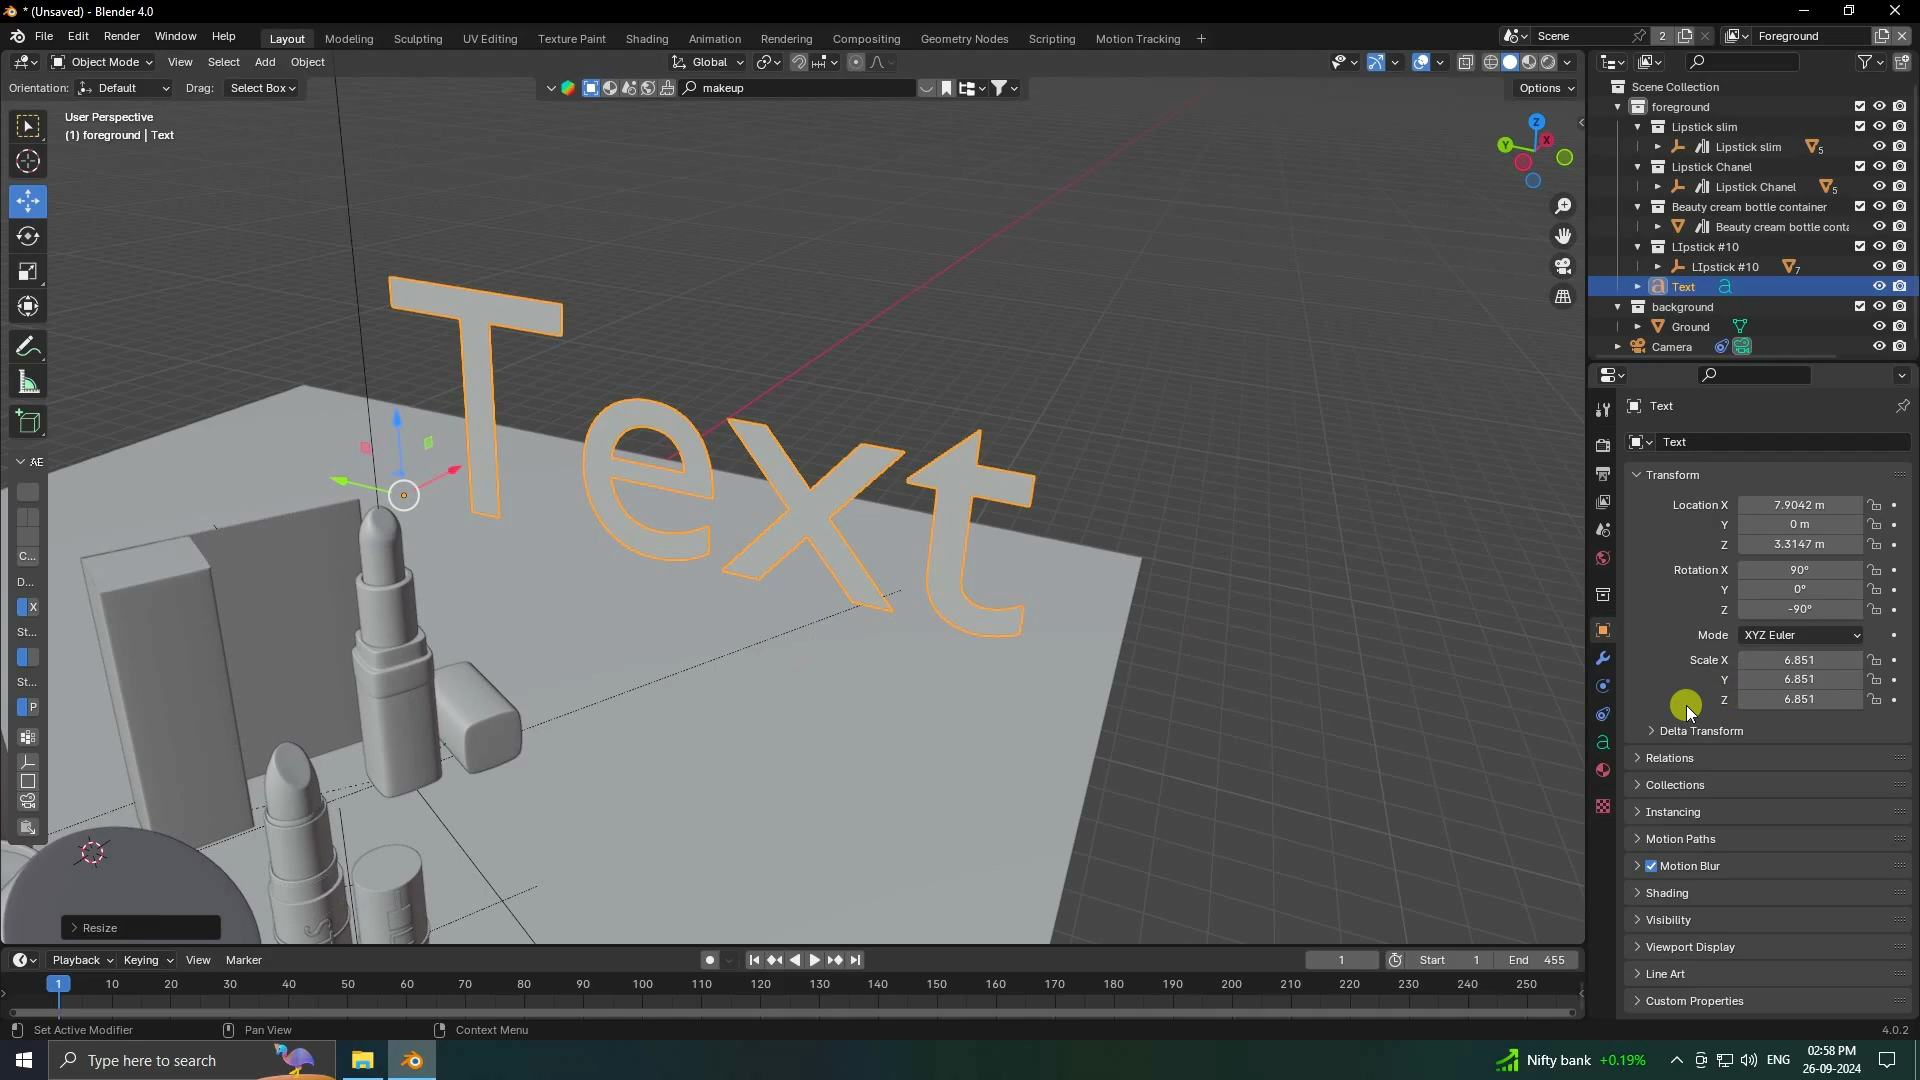 * (Unsaved) - Blender 4.0
File Edit Render Window Help
Layout Modeling Sculpting UV Editing Texture Paint Shading Animation Rendering Compositing Geometry Nodes Scripting Motion Tracking +
Scene 2 Foreground
Object Mode View Select Add Object
Global
Orientation: Default Drag: Select Box
makeup
Options
User Perspective
(1) foreground | Text
Z
X
Y
Text
AE
C...
D...
X
St...
St...
P
Resize
Scene Collection
foreground
Lipstick slim
Lipstick slim 5
Lipstick Chanel
Lipstick Chanel 5
Beauty cream bottle container
Beauty cream bottle conta
LIpstick #10
LIpstick #10 7
Text
background
Ground
Camera
Text
Text
Transform
Location X 7.9042 m
Y 0 m
Z 3.3147 m
Rotation X 90°
Y 0°
Z -90°
Mode XYZ Euler
Scale X 6.851
Y 6.851
Z 6.851
Delta Transform
Relations
Collections
Instancing
Motion Paths
Motion Blur
Shading
Visibility
Viewport Display
Line Art
Custom Properties
Playback Keying View Marker
1 Start 1 End 455
1 10 20 30 40 50 60 70 80 90 100 110 120 130 140 150 160 170 180 190 200 210 220 230 240 250
Set Active Modifier Pan View Context Menu 4.0.2
Type here to search
Nifty bank +0.19% ENG
02:58 PM
26-09-2024